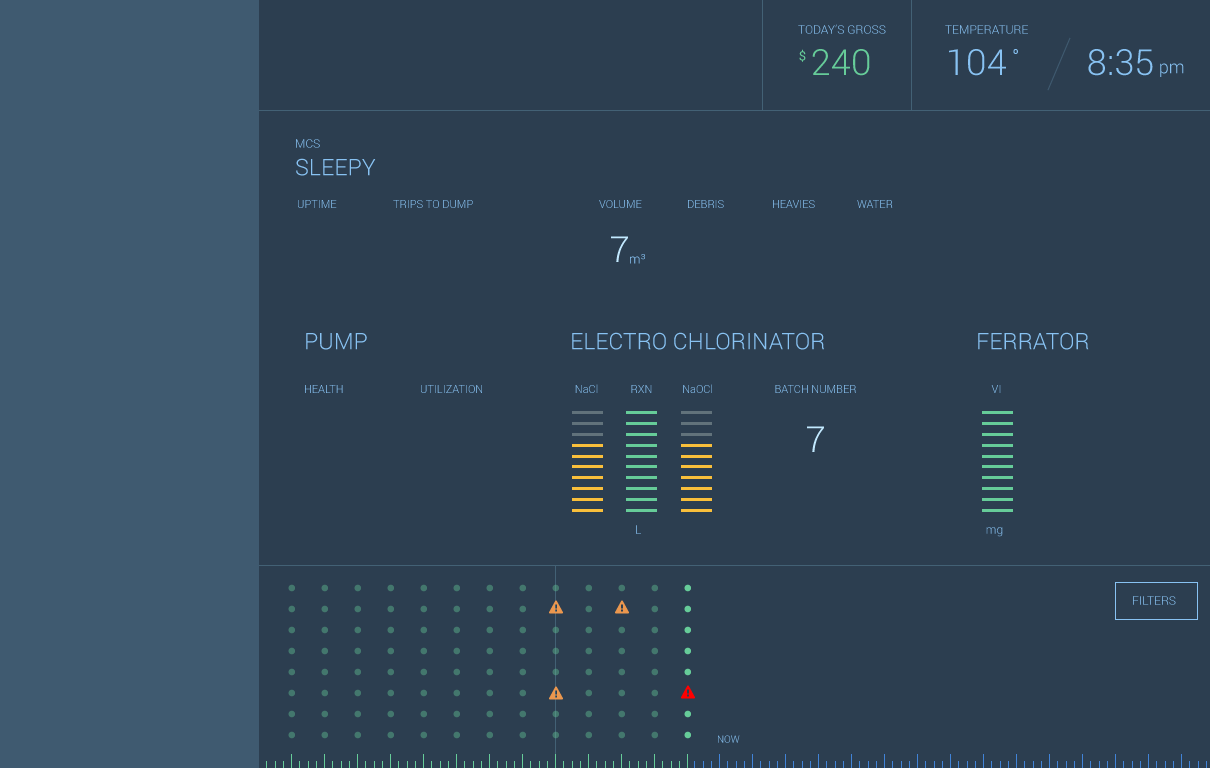 TODAY'S GROSS
$240
TEMPERATURE
104° / 8:35 pm
MCS
SLEEPY
UPTIME TRIPS TO DUMP VOLUME DEBRIS HEAVIES WATER
7 m³
PUMP ELECTRO CHLORINATOR FERRATOR
HEALTH UTILIZATION NaCl RXN NaOCl BATCH NUMBER VI
7
L mg
FILTERS
NOW